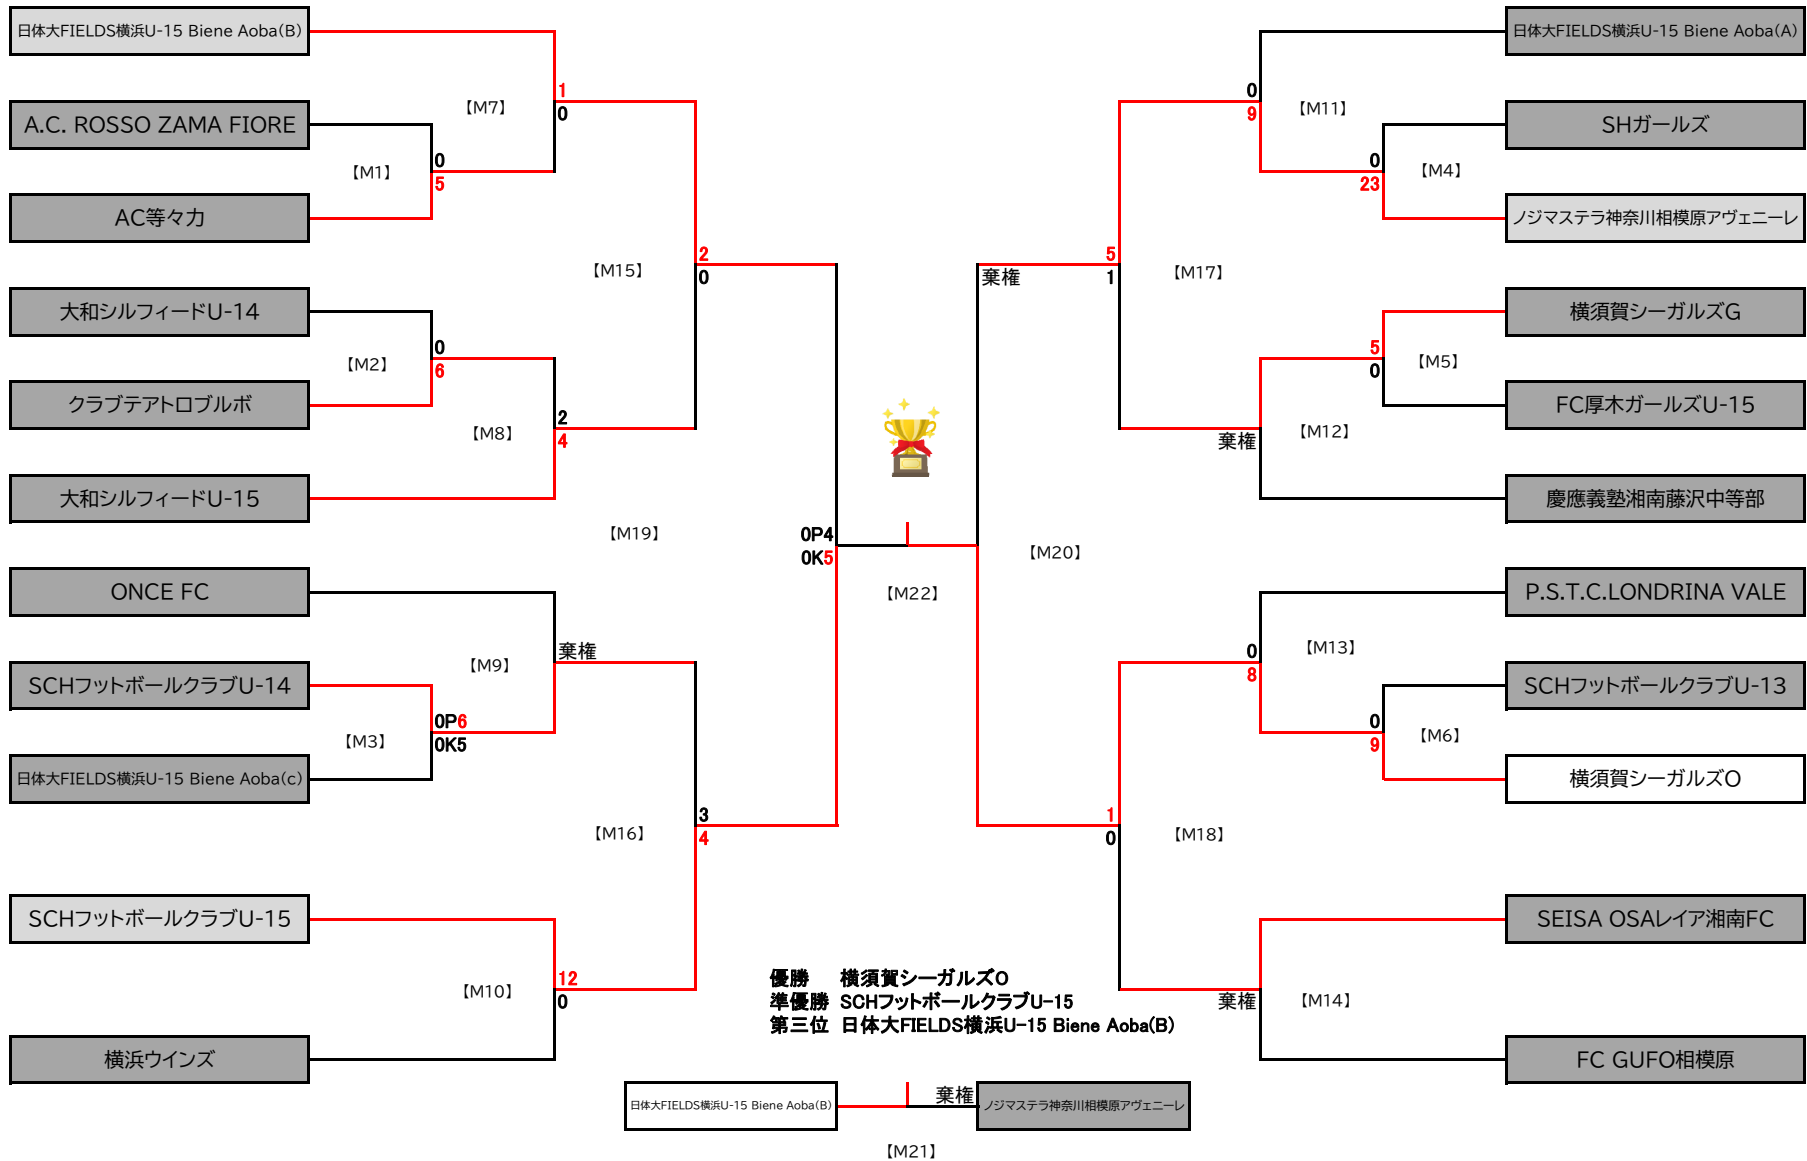 日体大FIELDS横浜U-15 Biene Aoba(B)
A.C. ROSSO ZAMA FIORE
AC等々力
大和シルフィードU-14
クラブテアトロブルボ
大和シルフィードU-15
ONCE FC
SCHフットボールクラブU-14
日体大FIELDS横浜U-15 Biene Aoba(c)
SCHフットボールクラブU-15
横浜ウインズ
【M1】
0
5
【M2】
0
6
【M3】
0P6
0K5
【M7】
1
0
【M8】
2
4
【M9】
棄権
【M10】
12
0
【M15】
2
0
【M16】
3
4
【M19】
0P4
0K5
【M22】
【M20】
棄権
【M17】
5
1
【M18】
1
0
【M11】
0
9
【M12】
棄権
【M13】
0
8
【M14】
棄権
【M4】
0
23
【M5】
5
0
【M6】
0
9
日体大FIELDS横浜U-15 Biene Aoba(A)
SHガールズ
ノジマステラ神奈川相模原アヴェニーレ
横須賀シーガルズG
FC厚木ガールズU-15
慶應義塾湘南藤沢中等部
P.S.T.C.LONDRINA VALE
SCHフットボールクラブU-13
横須賀シーガルズO
SEISA OSAレイア湘南FC
FC GUFO相模原
優勝 横須賀シーガルズO
準優勝 SCHフットボールクラブU-15
第三位 日体大FIELDS横浜U-15 Biene Aoba(B)
日体大FIELDS横浜U-15 Biene Aoba(B)
棄権
ノジマステラ神奈川相模原アヴェニーレ
【M21】